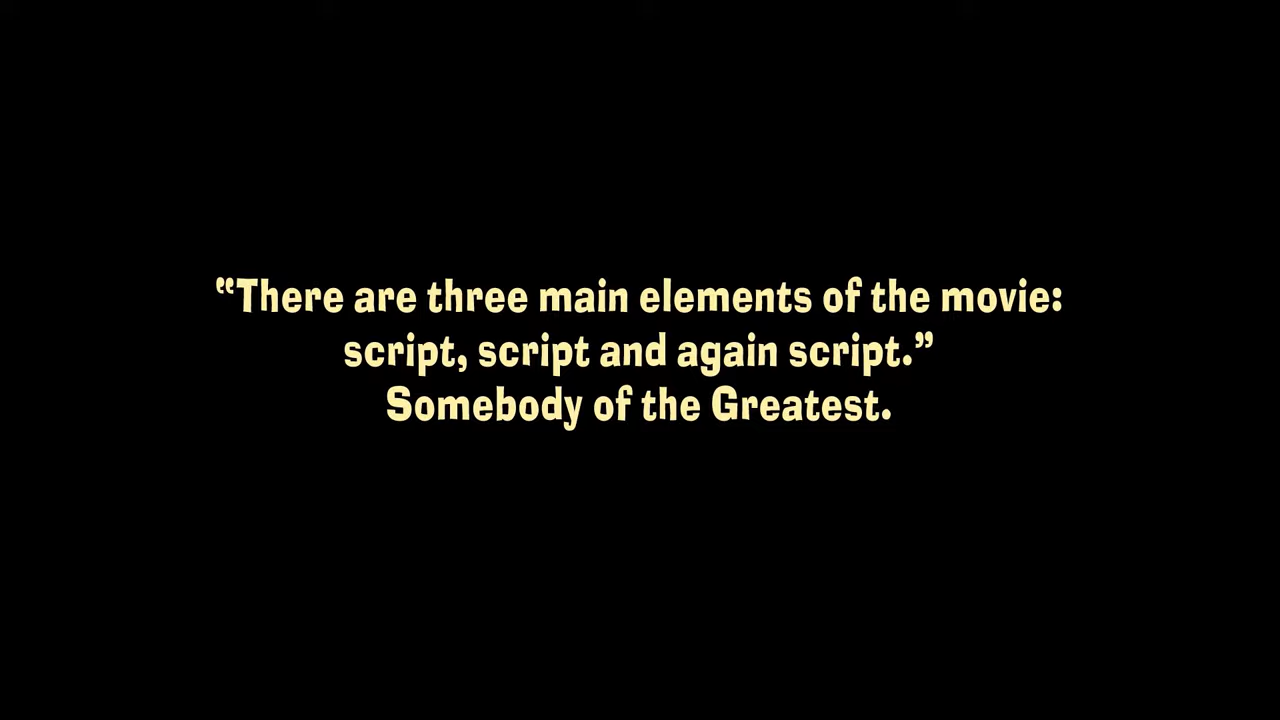 “There are three main elements of the movie:
script, script and again script.”
Somebody of the Greatest.